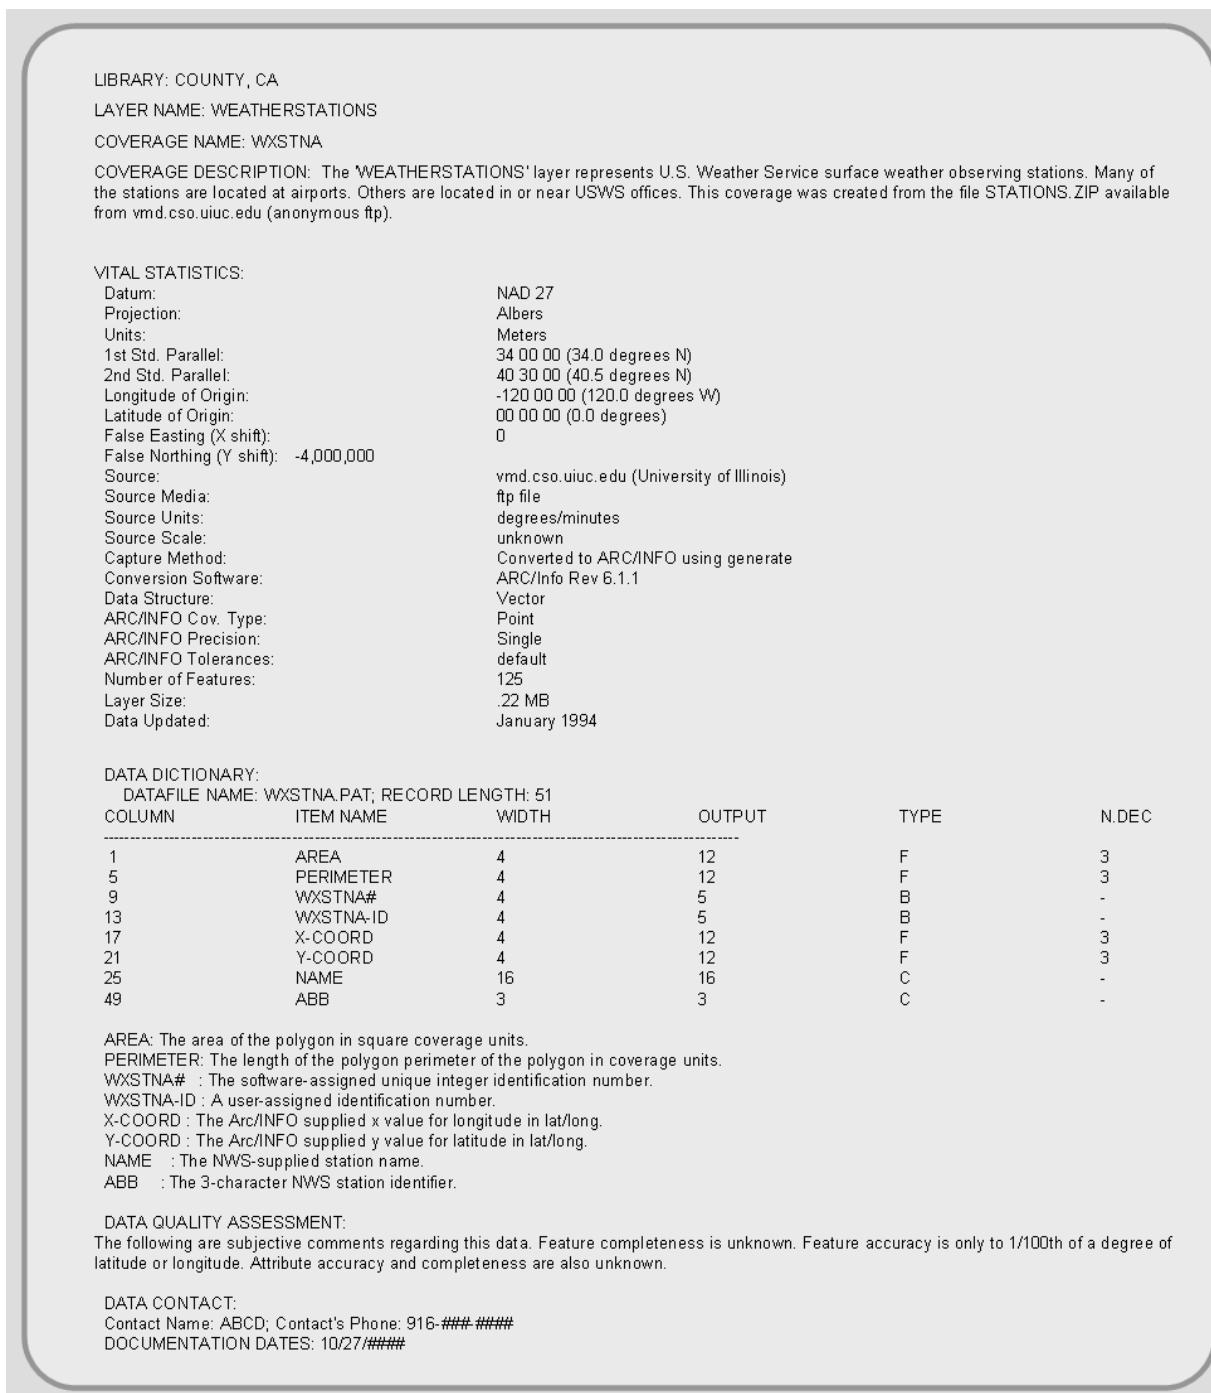 LIBRARY: COUNTY, CA
LAYER NAME: WEATHERSTATIONS
COVERAGE NAME: WXSTNA
COVERAGE DESCRIPTION: The 'WEATHERSTATIONS' layer represents U.S. Weather Service surface weather observing stations. Many of
the stations are located at airports. Others are located in or near USWS offices. This coverage was created from the file STATIONS.ZIP available
from vmd.cso.uiuc.edu (anonymous ftp).
VITAL STATISTICS:
Datum: NAD 27
Projection: Albers
Units: Meters
1st Std. Parallel: 34 00 00 (34.0 degrees N)
2nd Std. Parallel: 40 30 00 (40.5 degrees N)
Longitude of Origin: -120 00 00 (120.0 degrees W)
Latitude of Origin: 00 00 00 (0.0 degrees)
False Easting (X shift): 0
False Northing (Y shift): -4,000,000
Source: vmd.cso.uiuc.edu (University of Illinois)
Source Media: ftp file
Source Units: degrees/minutes
Source Scale: unknown
Capture Method: Converted to ARC/INFO using generate
Conversion Software: ARC/Info Rev 6.1.1
Data Structure: Vector
ARC/INFO Cov. Type: Point
ARC/INFO Precision: Single
ARC/INFO Tolerances: default
Number of Features: 125
Layer Size: .22 MB
Data Updated: January 1994
DATA DICTIONARY:
DATAFILE NAME: WXSTNA.PAT; RECORD LENGTH: 51
COLUMN ITEM NAME WIDTH OUTPUT TYPE N.DEC
1 AREA 4 12 F 3
5 PERIMETER 4 12 F 3
9 WXSTNA# 4 5 B -
13 WXSTNA-ID 4 5 B -
17 X-COORD 4 12 F 3
21 Y-COORD 4 12 F 3
25 NAME 16 16 C -
49 ABB 3 3 C -
AREA: The area of the polygon in square coverage units.
PERIMETER: The length of the polygon perimeter of the polygon in coverage units.
WXSTNA# : The software-assigned unique integer identification number.
WXSTNA-ID : A user-assigned identification number.
X-COORD : The Arc/INFO supplied x value for longitude in lat/long.
Y-COORD : The Arc/INFO supplied y value for latitude in lat/long.
NAME : The NWS-supplied station name.
ABB : The 3-character NWS station identifier.
DATA QUALITY ASSESSMENT:
The following are subjective comments regarding this data. Feature completeness is unknown. Feature accuracy is only to 1/100th of a degree of
latitude or longitude. Attribute accuracy and completeness are also unknown.
DATA CONTACT:
Contact Name: ABCD; Contact's Phone: 916-###-####
DOCUMENTATION DATES: 10/27/####